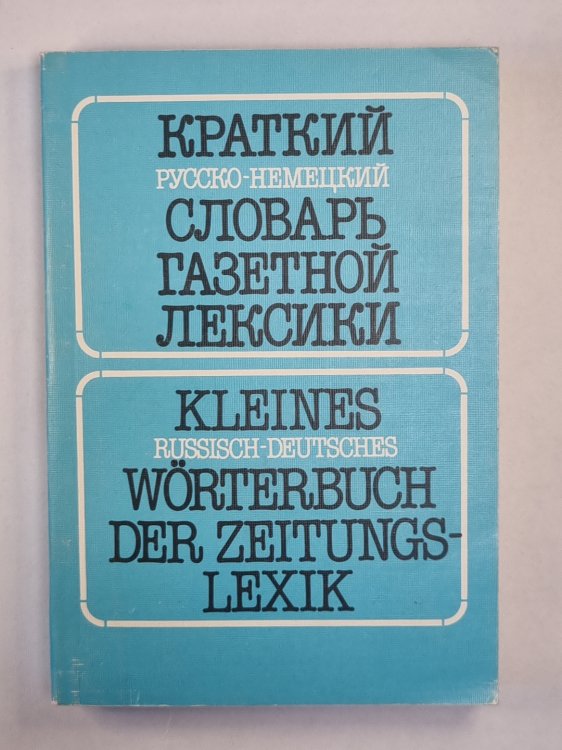 КРАТКИЙ
РУССКО-НЕМЕЦКИЙ
СЛОВАРЬ
ГАЗЕТНОЙ
ЛЕКСИКИ
KLEINES
RUSSISCH-DEUTSCHES
WÖRTERBUCH
DER ZEITUNGS-
LEXIK